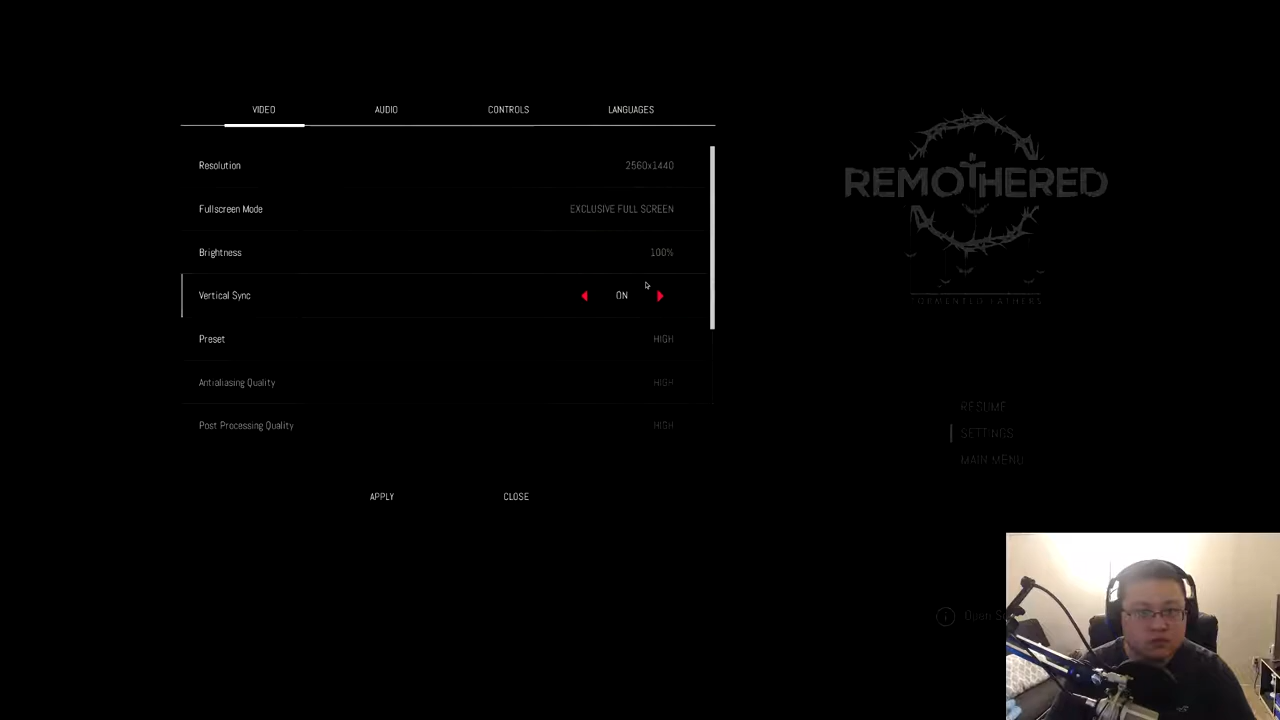 VIDEO AUDIO CONTROLS LANGUAGES
Resolution 2560x1440
Fullscreen Mode EXCLUSIVE FULL SCREEN
Brightness 100%
Vertical Sync ON
Preset HIGH
Antialiasing Quality HIGH
Post Processing Quality HIGH
APPLY CLOSE
REMOTHERED
TORMENTED FATHERS
RESUME
SETTINGS
MAIN MENU